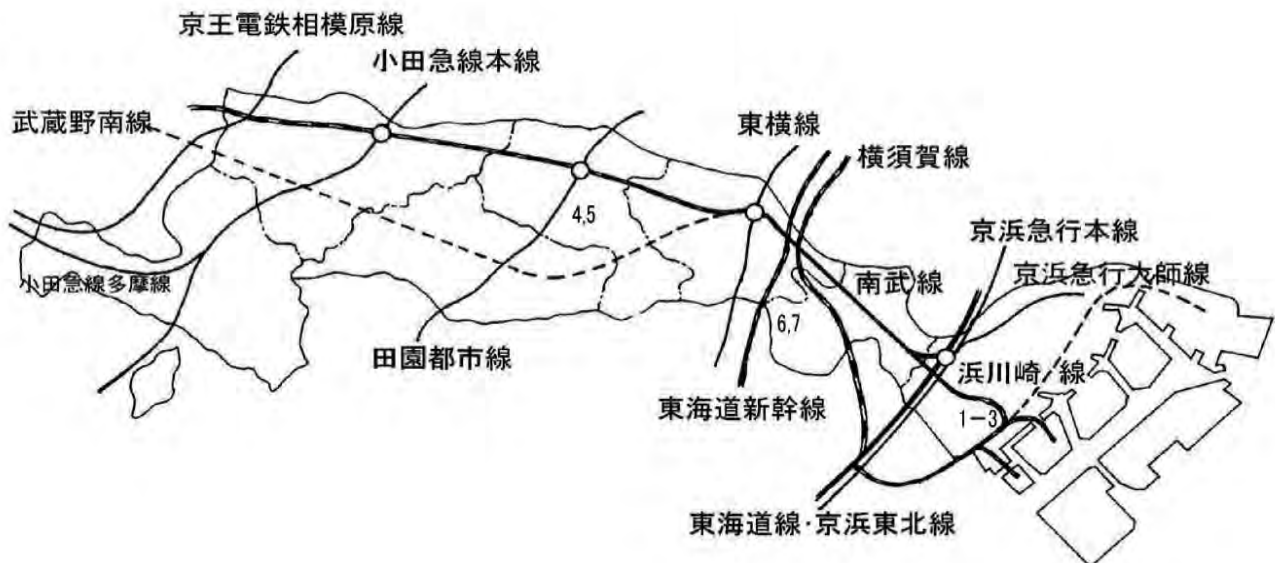 京王電鉄相模原線
小田急線本線
武蔵野南線
東横線
横須賀線
4,5
京浜急行本線
京浜急行大師線
小田急線多摩線
南武線
6,7
田園都市線
浜川崎 線
東海道新幹線
1-3
東海道線・京浜東北線